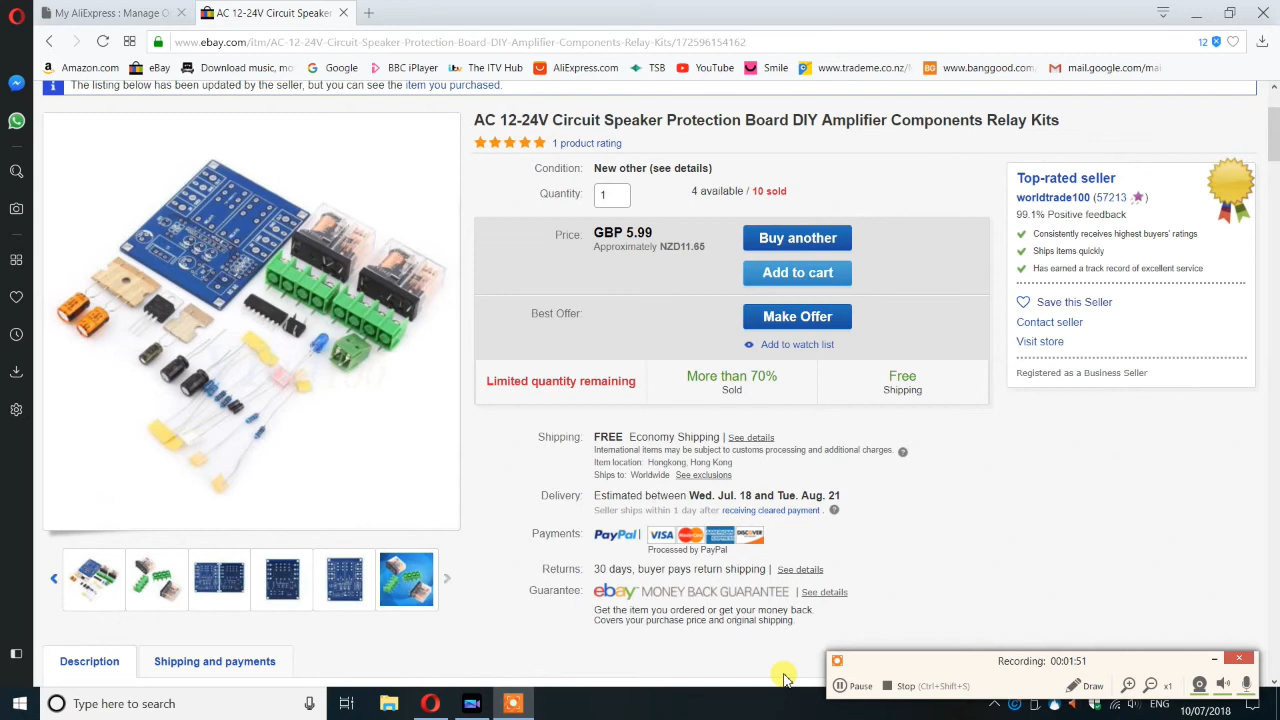 My AliExpress : Manage O
AC 12-24V Circuit Speaker
www.ebay.com/itm/AC-12-24V-Circuit-Speaker-Protection-Board-DIY-Amplifier-Components-Relay-Kits/172596154162
12
Amazon.com
eBay
Download music, mo
Google
BBC iPlayer
The ITV Hub
AliExpress.com
TSB
YouTube
Smile
www.trademe.co.nz/
www.banggood.com
mail.google.com/mai
The listing below has been updated by the seller, but you can see the item you purchased.
AC 12-24V Circuit Speaker Protection Board DIY Amplifier Components Relay Kits
1 product rating
Condition: New other (see details)
Quantity: 1 4 available / 10 sold
Price: GBP 5.99
Approximately NZD11.65
Buy another
Add to cart
Best Offer: Make Offer
Add to watch list
Limited quantity remaining
More than 70%
Sold
Free
Shipping
Shipping: FREE Economy Shipping | See details
International items may be subject to customs processing and additional charges.
Item location: Hongkong, Hong Kong
Ships to: Worldwide See exclusions
Delivery: Estimated between Wed. Jul. 18 and Tue. Aug. 21
Seller ships within 1 day after receiving cleared payment .
Payments: PayPal VISA MasterCard DISCOVER
Processed by PayPal
Returns: 30 days, buyer pays return shipping | See details
Guarantee: ebay MONEY BACK GUARANTEE | See details
Get the item you ordered or get your money back.
Covers your purchase price and original shipping.
Top-rated seller
worldtrade100 (57213 )
99.1% Positive feedback
Consistently receives highest buyers' ratings
Ships items quickly
Has earned a track record of excellent service
Save this Seller
Contact seller
Visit store
Registered as a Business Seller
Description
Shipping and payments
Recording: 00:01:51
Pause
Stop (Ctrl+Shift+S)
Draw
x1
Type here to search
ENG
7:02 PM
10/07/2018